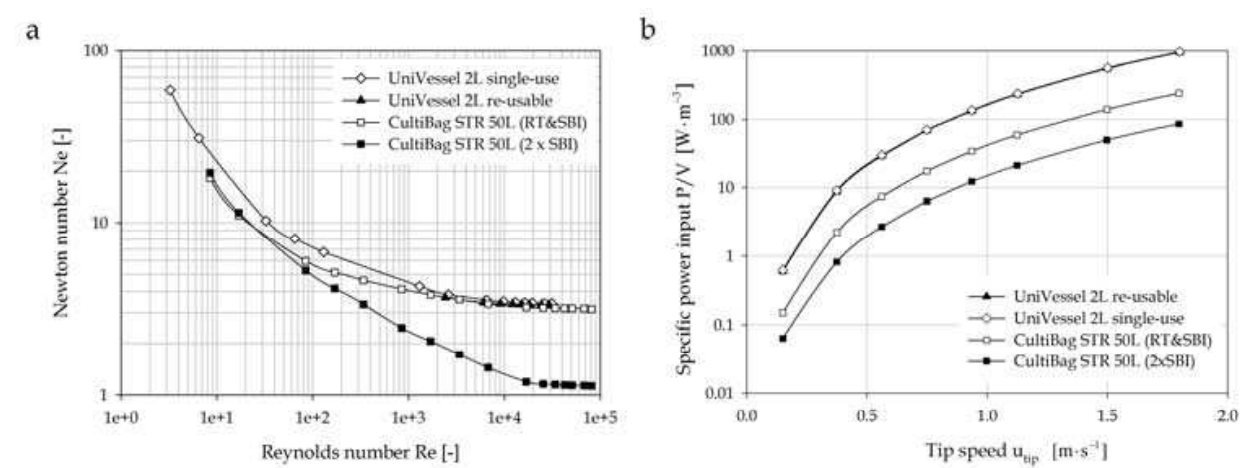 a
Newton number Ne [-]
100
10
1
UniVessel 2L single-use
UniVessel 2L re-usable
CultiBag STR 50L (RT&SBI)
CultiBag STR 50L (2 x SBI)
1e+0 1e+1 1e+2 1e+3 1e+4 1e+5
Reynolds number Re [-]
b
Specific power input P/V [W·m⁻³]
1000
100
10
1
0.1
0.01
UniVessel 2L re-usable
UniVessel 2L single-use
CultiBag STR 50L (RT&SBI)
CultiBag STR 50L (2xSBI)
0.0 0.5 1.0 1.5 2.0
Tip speed u_tip [m·s⁻¹]